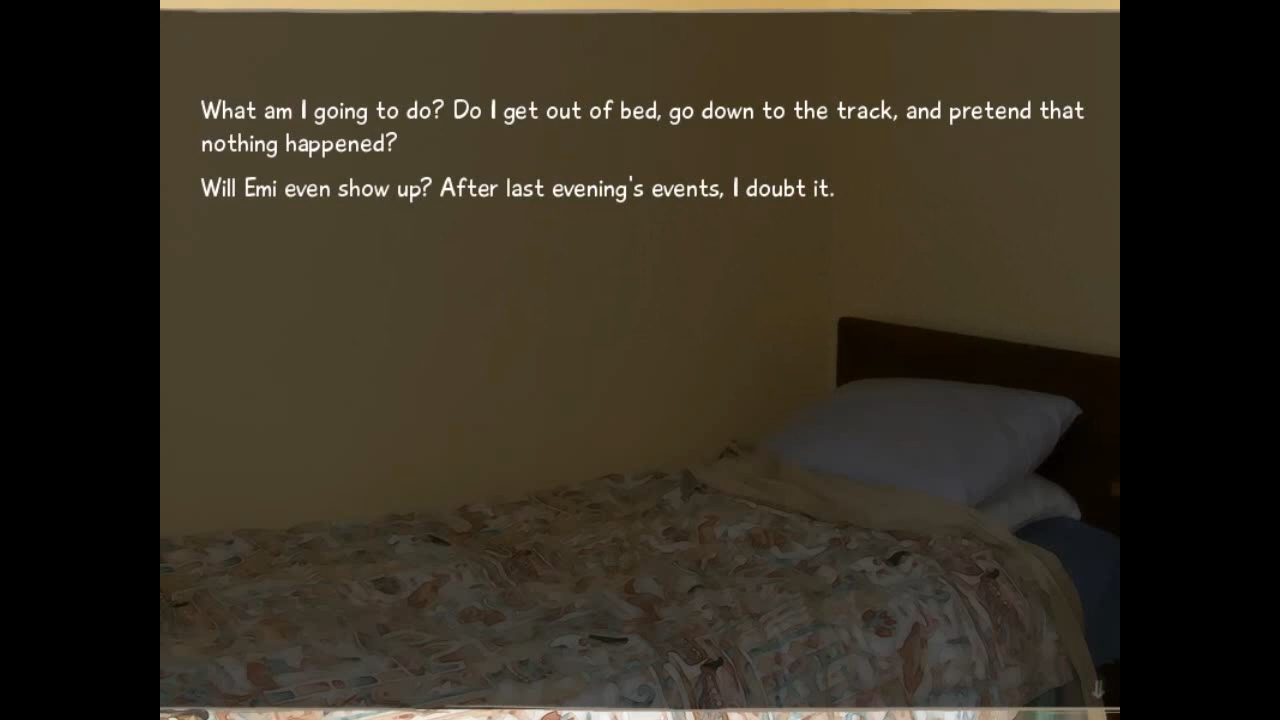 What am I going to do? Do I get out of bed, go down to the track, and pretend that
nothing happened?
Will Emi even show up? After last evening's events, I doubt it.